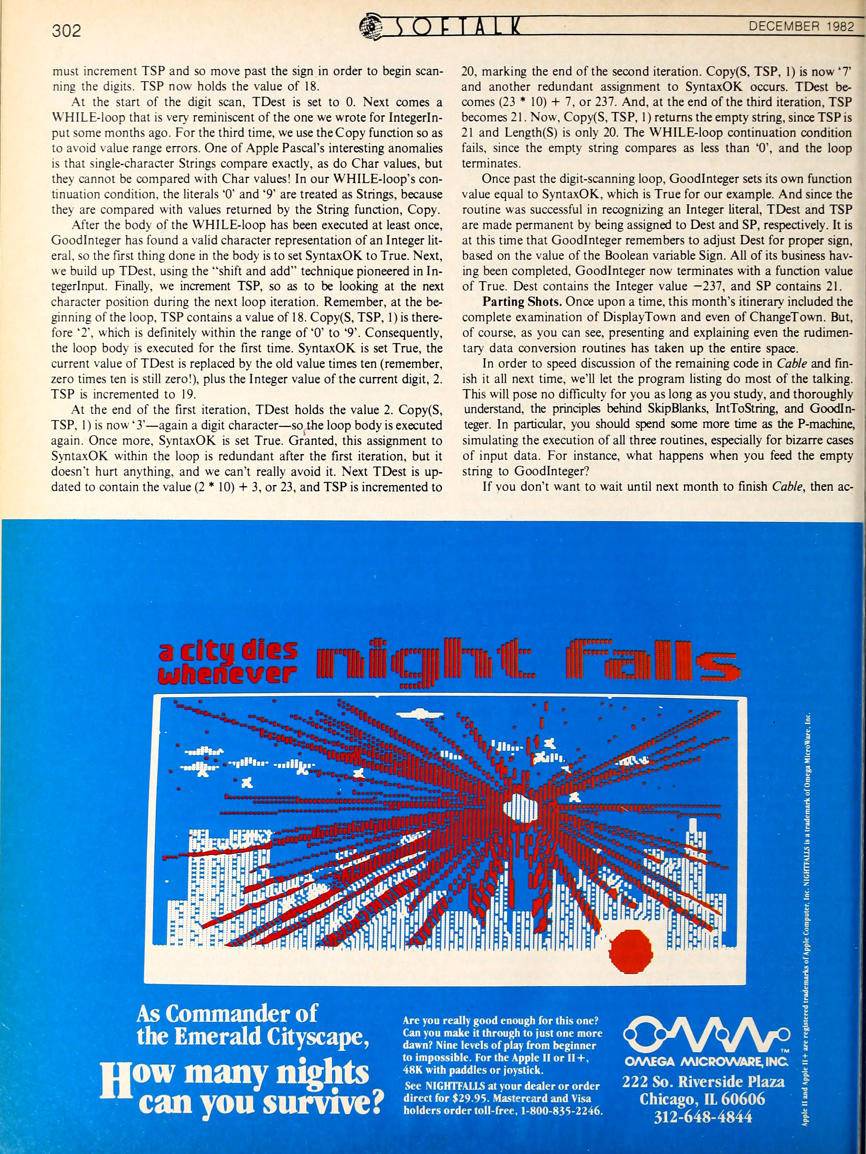 302
SOFTALK
DECEMBER 1982
must increment TSP and so move past the sign in order to begin scan-
ning the digits. TSP now holds the value of 18.
At the start of the digit scan, TDest is set to 0. Next comes a
WHILE-loop that is very reminiscent of the one we wrote for IntegerIn-
put some months ago. For the third time, we use the Copy function so as
to avoid value range errors. One of Apple Pascal's interesting anomalies
is that single-character Strings compare exactly, as do Char values, but
they cannot be compared with Char values! In our WHILE-loop's con-
tinuation condition, the literals '0' and '9' are treated as Strings, because
they are compared with values returned by the String function, Copy.
After the body of the WHILE-loop has been executed at least once,
GoodInteger has found a valid character representation of an Integer lit-
eral, so the first thing done in the body is to set SyntaxOK to True. Next,
we build up TDest, using the "shift and add" technique pioneered in In-
tegerInput. Finally, we increment TSP, so as to be looking at the next
character position during the next loop iteration. Remember, at the be-
ginning of the loop, TSP contains a value of 18. Copy(S, TSP, 1) is there-
fore '2', which is definitely within the range of '0' to '9'. Consequently,
the loop body is executed for the first time. SyntaxOK is set True, the
current value of TDest is replaced by the old value times ten (remember,
zero times ten is still zero!), plus the Integer value of the current digit, 2.
TSP is incremented to 19.
At the end of the first iteration, TDest holds the value 2. Copy(S,
TSP, 1) is now '3'—again a digit character—so the loop body is executed
again. Once more, SyntaxOK is set True. Granted, this assignment to
SyntaxOK within the loop is redundant after the first iteration, but it
doesn't hurt anything, and we can't really avoid it. Next TDest is up-
dated to contain the value (2 * 10) + 3, or 23, and TSP is incremented to
20, marking the end of the second iteration. Copy(S, TSP, 1) is now '7'
and another redundant assignment to SyntaxOK occurs. TDest be-
comes (23 * 10) + 7, or 237. And, at the end of the third iteration, TSP
becomes 21. Now, Copy(S, TSP, 1) returns the empty string, since TSP is
21 and Length(S) is only 20. The WHILE-loop continuation condition
fails, since the empty string compares as less than '0', and the loop
terminates.
Once past the digit-scanning loop, GoodInteger sets its own function
value equal to SyntaxOK, which is True for our example. And since the
routine was successful in recognizing an Integer literal, TDest and TSP
are made permanent by being assigned to Dest and SP, respectively. It is
at this time that GoodInteger remembers to adjust Dest for proper sign,
based on the value of the Boolean variable Sign. All of its business hav-
ing been completed, GoodInteger now terminates with a function value
of True. Dest contains the Integer value −237, and SP contains 21.
Parting Shots. Once upon a time, this month's itinerary included the
complete examination of DisplayTown and even of ChangeTown. But,
of course, as you can see, presenting and explaining even the rudimen-
tary data conversion routines has taken up the entire space.
In order to speed discussion of the remaining code in Cable and fin-
ish it all next time, we'll let the program listing do most of the talking.
This will pose no difficulty for you as long as you study, and thoroughly
understand, the principles behind SkipBlanks, IntToString, and GoodIn-
teger. In particular, you should spend some more time as the P-machine,
simulating the execution of all three routines, especially for bizarre cases
of input data. For instance, what happens when you feed the empty
string to GoodInteger?
If you don't want to wait until next month to finish Cable, then ac-
a city dies
whenever
night falls
As Commander of
the Emerald Cityscape,
How many nights
can you survive?
Are you really good enough for this one?
Can you make it through to just one more
dawn? Nine levels of play from beginner
to impossible. For the Apple II or II+,
48K with paddles or joystick.
See NIGHTFALLS at your dealer or order
direct for $29.95. Mastercard and Visa
holders order toll-free, 1-800-835-2246.
OMW
TM
OMEGA MICROWARE, INC.
222 So. Riverside Plaza
Chicago, IL 60606
312-648-4844
Apple II and Apple II+ are registered trademarks of Apple Computer, Inc. NIGHTFALLS is a trademark of Omega MicroWare, Inc.